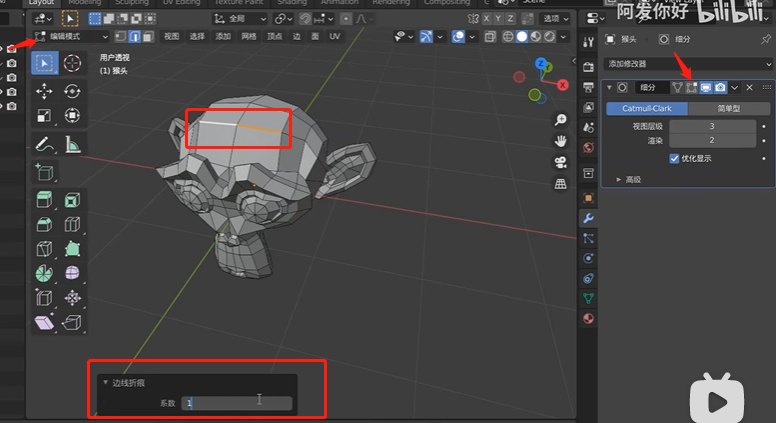 Layout Modeling Sculpting UV Editing Texture Paint Shading Animation Rendering
阿发你好 bilibili
全局
X Y Z
选项
编辑模式
视图 选择 添加 网格 顶点 边 面 UV
用户透视
(1) 猴头
Z
Y
X
猴头 细分
添加修改器
细分
Catmull-Clark 简单型
视图层级 3
渲染 2
优化显示
高级
边线折痕
系数 1